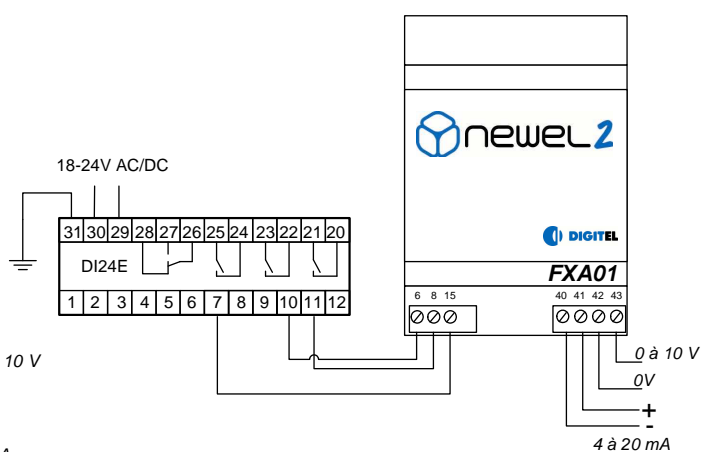 newel 2
18-24V AC/DC
31 30 29 28 27 26 25 24 23 22 21 20
DIGITEL
DI24E
FXA01
1 2 3 4 5 6 7 8 9 10 11 12
6 8 15
40 41 42 43
10 V
0 à 10 V
0V
+
-
4 à 20 mA